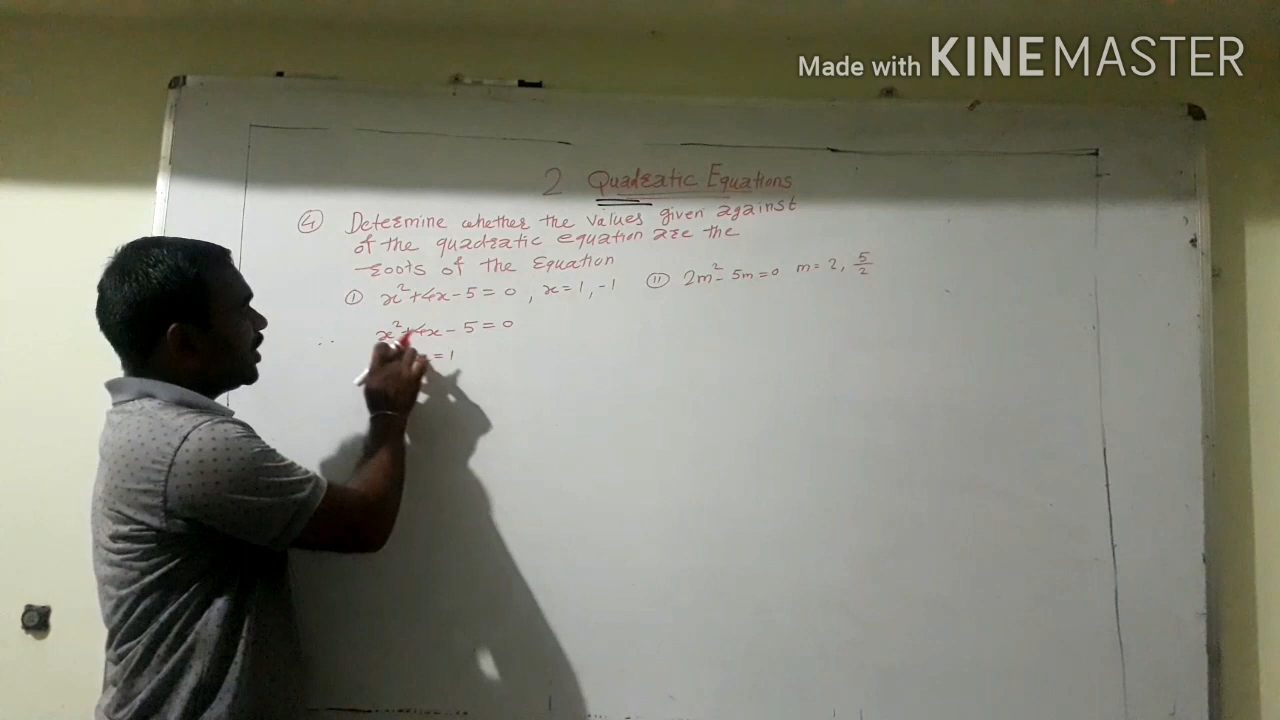 Made with KINEMASTER
2 Quadratic Equations
④ Determine whether the values given against
of the quadratic equation are the
roots of the Equation
ⓘ x²+4x-5=0, x=1,-1 ⓘⓘ 2m²-5m=0 m=2, 5/2
x²+4x-5=0
=1